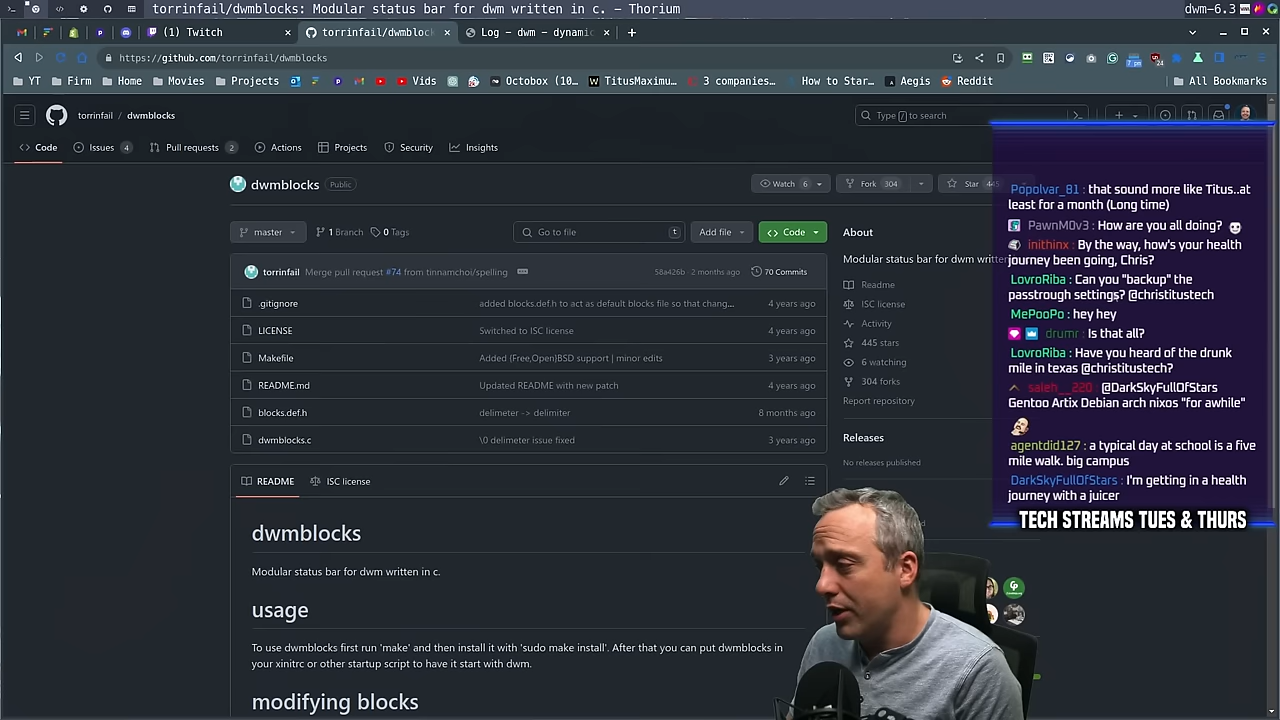 torrinfail/dwmblocks: Modular status bar for dwm written in c. – Thorium
dwm-6.3
(1) Twitch
torrinfail/dwmblock
Log - dwm - dynamic
https://github.com/torrinfail/dwmblocks
YT
Firm
Home
Movies
Projects
Vids
Octobox (10...
TitusMaximu...
3 companies...
How to Star...
Aegis
Reddit
All Bookmarks
torrinfail / dwmblocks
Type / to search
Code
Issues 4
Pull requests 2
Actions
Projects
Security
Insights
dwmblocks Public
Watch 6
Fork 304
Star 445
master
1 Branch
0 Tags
Go to file t
Add file
Code
torrinfail Merge pull request #74 from tinnamchoi/spelling
58a426b · 2 months ago
70 Commits
.gitignore added blocks.def.h to act as default blocks file so that chang... 4 years ago
LICENSE Switched to ISC license 4 years ago
Makefile Added {Free,Open}BSD support | minor edits 3 years ago
README.md Updated README with new patch 4 years ago
blocks.def.h delimeter -> delimiter 8 months ago
dwmblocks.c \0 delimeter issue fixed 3 years ago
README
ISC license
dwmblocks
Modular status bar for dwm written in c.
usage
To use dwmblocks first run 'make' and then install it with 'sudo make install'. After that you can put dwmblocks in
your xinitrc or other startup script to have it start with dwm.
modifying blocks
About
Modular status bar for dwm written
Readme
ISC license
Activity
445 stars
6 watching
304 forks
Report repository
Releases
No releases published
Popolvar_81 : that sound more like Titus..at
least for a month (Long time)
PawnM0v3 : How are you all doing?
inithinx : By the way, how's your health
journey been going, Chris?
LovroRiba : Can you "backup" the
passtrough settings? @christitustech
MePooPo : hey hey
drumr : Is that all?
LovroRiba : Have you heard of the drunk
mile in texas @christitustech?
saleh__220 : @DarkSkyFullOfStars
Gentoo Artix Debian arch nixos "for awhile"
agentdid127 : a typical day at school is a five
mile walk. big campus
DarkSkyFullOfStars : I'm getting in a health
journey with a juicer
TECH STREAMS TUES & THURS